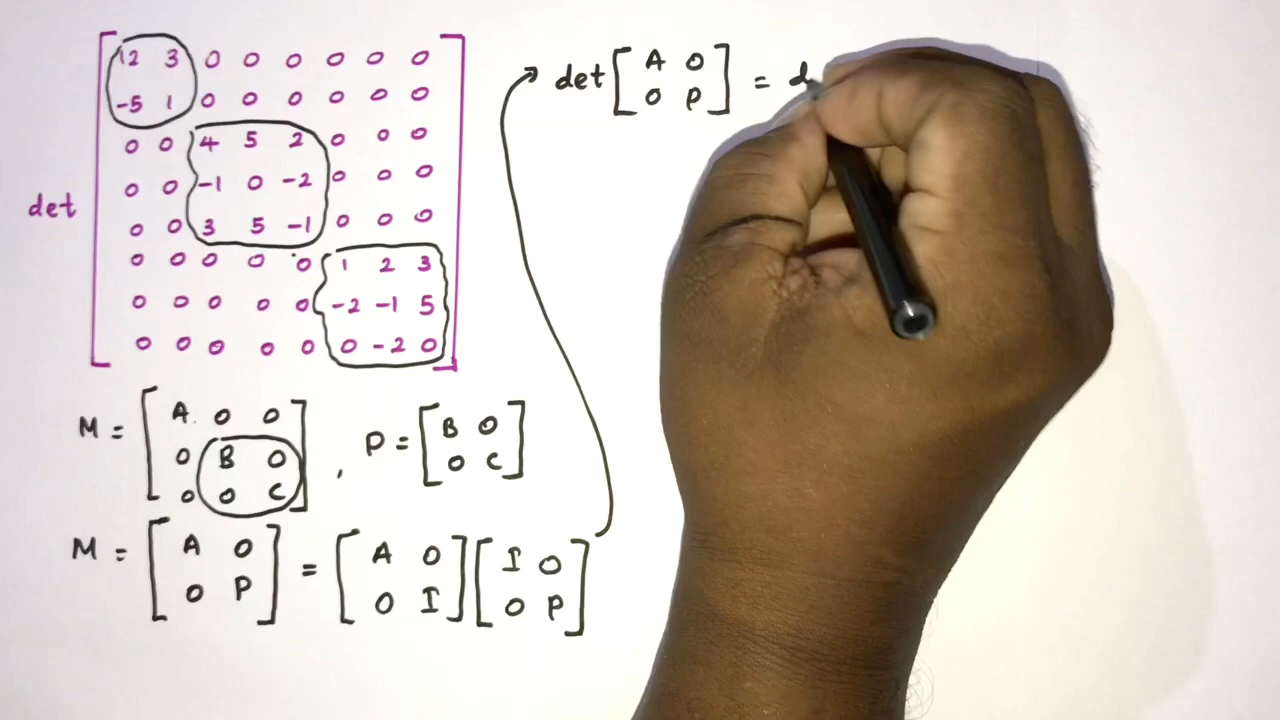 12 3 0 0 0 0 0 0
-5 1 0 0 0 0 0 0
0 0 4 5 2 0 0 0
0 0 -1 0 -2 0 0 0
det
0 0 3 5 -1 0 0 0
0 0 0 0 0 1 2 3
0 0 0 0 0 -2 -1 5
0 0 0 0 0 0 -2 0
M = [ A 0 0
0 B 0
0 0 C ] , P = [ B 0
0 C ]
M = [ A 0
0 P ] = [ A 0
0 I ] [ I 0
0 P ]
det [ A 0
0 P ] = d